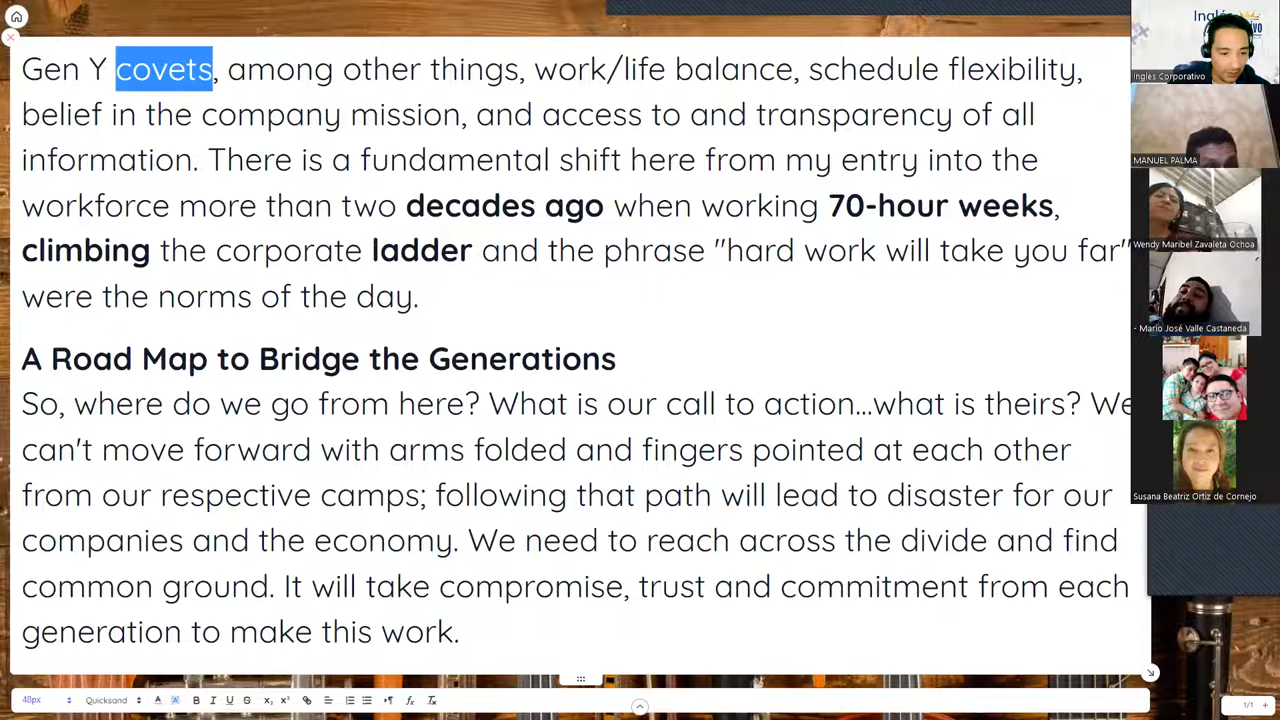 Gen Y covets, among other things, work/life balance, schedule flexibility,
belief in the company mission, and access to and transparency of all
information. There is a fundamental shift here from my entry into the
workforce more than two decades ago when working 70-hour weeks,
climbing the corporate ladder and the phrase "hard work will take you far"
were the norms of the day.
A Road Map to Bridge the Generations
So, where do we go from here? What is our call to action...what is theirs? We
can't move forward with arms folded and fingers pointed at each other
from our respective camps; following that path will lead to disaster for our
companies and the economy. We need to reach across the divide and find
common ground. It will take compromise, trust and commitment from each
generation to make this work.
48px Quicksand A A B I U S x₂ x² fx Tx
1/1 +
Ingles Corporativo
MANUEL PALMA
Wendy Maribel Zavaleta Ochoa
- Mario José Valle Castaneda
Susana Beatriz Ortiz de Cornejo